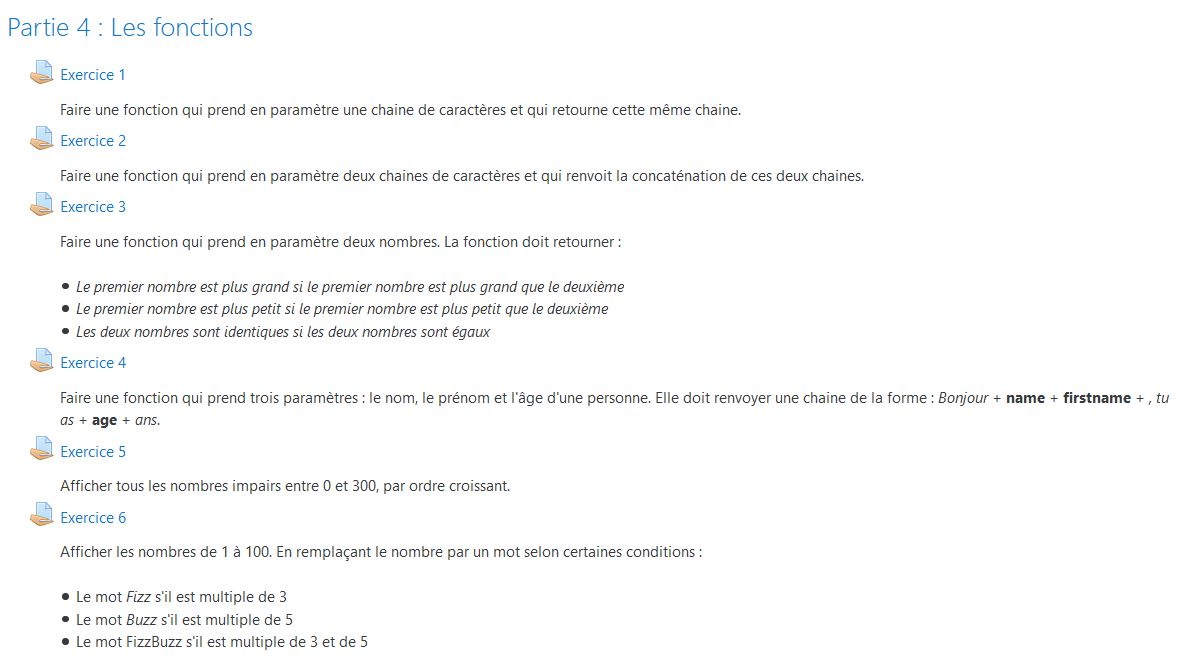 Partie 4 : Les fonctions
Exercice 1
Faire une fonction qui prend en paramètre une chaine de caractères et qui retourne cette même chaine.
Exercice 2
Faire une fonction qui prend en paramètre deux chaines de caractères et qui renvoit la concaténation de ces deux chaines.
Exercice 3
Faire une fonction qui prend en paramètre deux nombres. La fonction doit retourner :
• Le premier nombre est plus grand si le premier nombre est plus grand que le deuxième
• Le premier nombre est plus petit si le premier nombre est plus petit que le deuxième
• Les deux nombres sont identiques si les deux nombres sont égaux
Exercice 4
Faire une fonction qui prend trois paramètres : le nom, le prénom et l'âge d'une personne. Elle doit renvoyer une chaine de la forme : Bonjour + name + firstname + , tu
as + age + ans.
Exercice 5
Afficher tous les nombres impairs entre 0 et 300, par ordre croissant.
Exercice 6
Afficher les nombres de 1 à 100. En remplaçant le nombre par un mot selon certaines conditions :
• Le mot Fizz s'il est multiple de 3
• Le mot Buzz s'il est multiple de 5
• Le mot FizzBuzz s'il est multiple de 3 et de 5